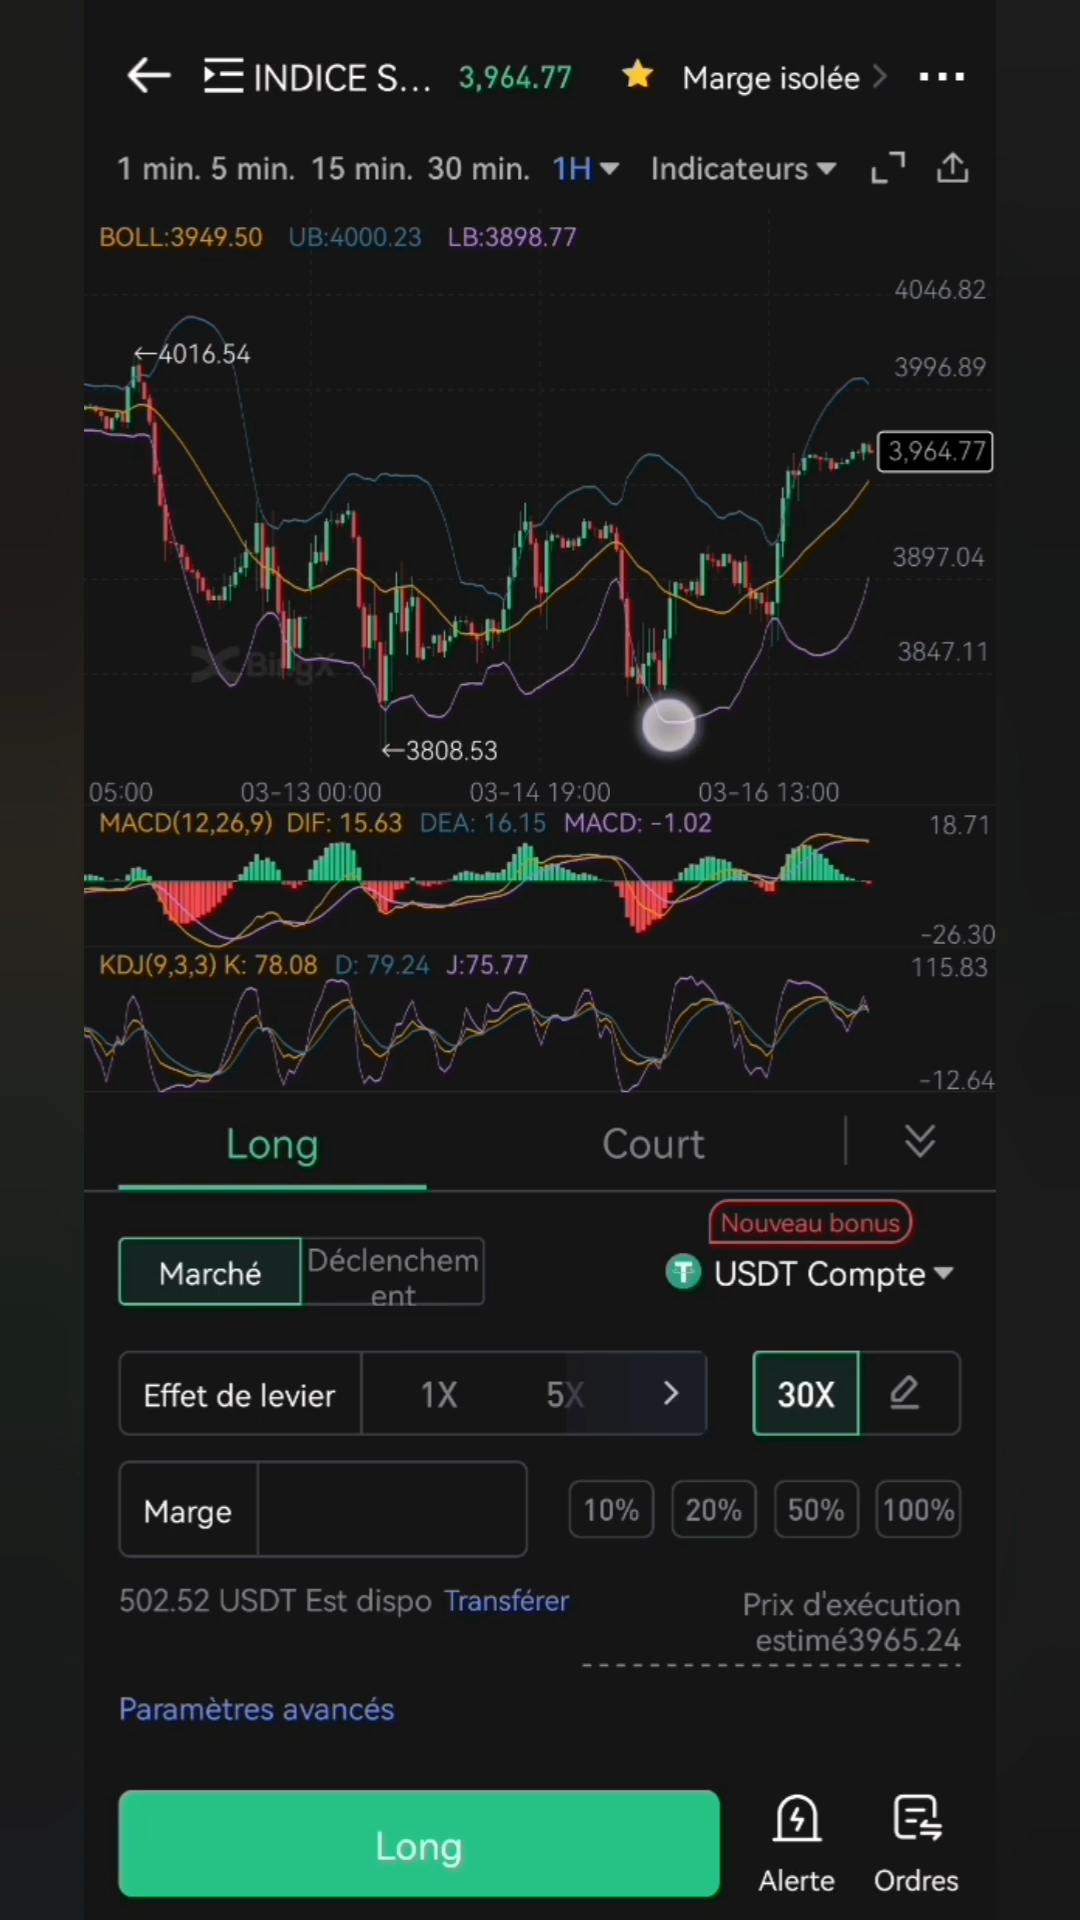 INDICE S... 3,964.77 Marge isolée
1 min. 5 min. 15 min. 30 min. 1H Indicateurs
BOLL:3949.50 UB:4000.23 LB:3898.77
4046.82
←4016.54
3996.89
3,964.77
3897.04
3847.11
BingX
←3808.53
05:00 03-13 00:00 03-14 19:00 03-16 13:00
MACD(12,26,9) DIF: 15.63 DEA: 16.15 MACD: -1.02 18.71
-26.30
KDJ(9,3,3) K: 78.08 D: 79.24 J:75.77 115.83
-12.64
Long Court
Nouveau bonus
Marché Déclenchem
ent
USDT Compte
Effet de levier 1X 5X 30X
Marge 10% 20% 50% 100%
502.52 USDT Est dispo Transférer
Prix d'exécution
estimé3965.24
Paramètres avancés
Long
Alerte Ordres